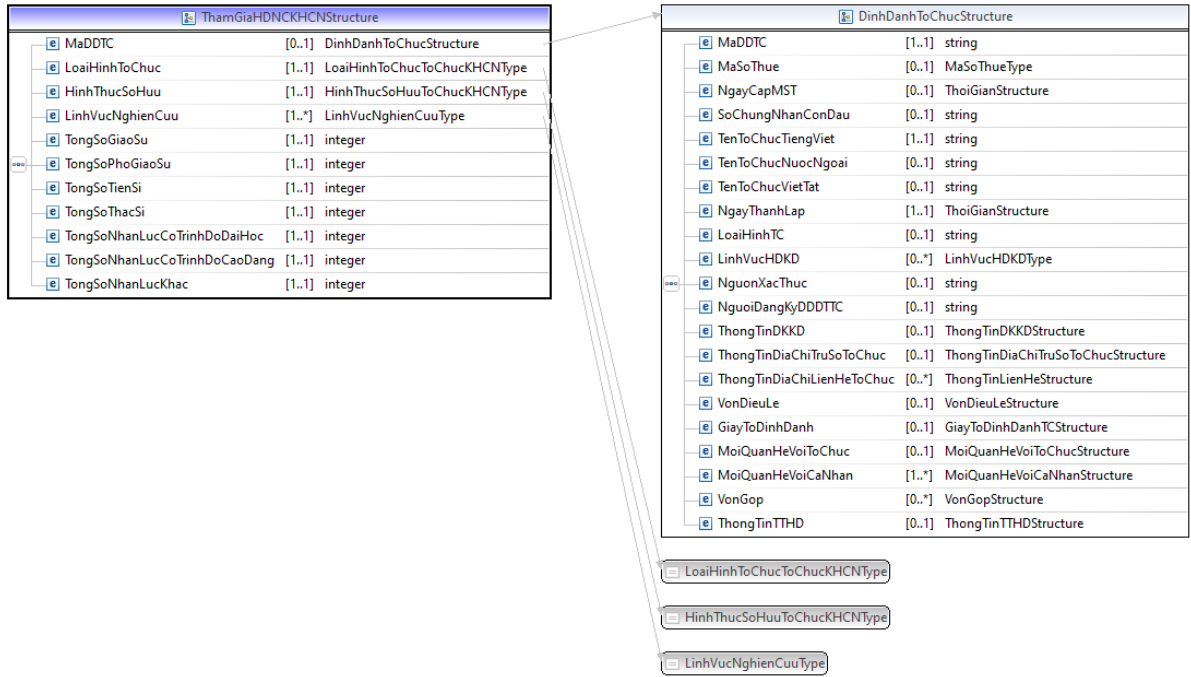 ThamGiaHDNCKHCNStructure
MaDDTC [0..1] DinhDanhToChucStructure
LoaiHinhToChuc [1..1] LoaiHinhToChucToChucKHCNType
HinhThucSoHuu [1..1] HinhThucSoHuuToChucKHCNType
LinhVucNghienCuu [1..*] LinhVucNghienCuuType
TongSoGiaoSu [1..1] integer
TongSoPhoGiaoSu [1..1] integer
TongSoTienSi [1..1] integer
TongSoThacSi [1..1] integer
TongSoNhanLucCoTrinhDoDaiHoc [1..1] integer
TongSoNhanLucCoTrinhDoCaoDang [1..1] integer
TongSoNhanLucKhac [1..1] integer
DinhDanhToChucStructure
MaDDTC [1..1] string
MaSoThue [0..1] MaSoThueType
NgayCapMST [0..1] ThoiGianStructure
SoChungNhanConDau [0..1] string
TenToChucTiengViet [1..1] string
TenToChucNuocNgoai [0..1] string
TenToChucVietTat [0..1] string
NgayThanhLap [1..1] ThoiGianStructure
LoaiHinhTC [0..1] string
LinhVucHDKD [0..*] LinhVucHDKDType
NguonXacThuc [0..1] string
NguoiDangKyDDDTTC [0..1] string
ThongTinDKKD [0..1] ThongTinDKKDStructure
ThongTinDiaChiTruSoToChuc [0..1] ThongTinDiaChiTruSoToChucStructure
ThongTinDiaChiLienHeToChuc [0..*] ThongTinLienHeStructure
VonDieuLe [0..1] VonDieuLeStructure
GiayToDinhDanh [0..1] GiayToDinhDanhTCStructure
MoiQuanHeVoiToChuc [0..1] MoiQuanHeVoiToChucStructure
MoiQuanHeVoiCaNhan [1..*] MoiQuanHeVoiCaNhanStructure
VonGop [0..*] VonGopStructure
ThongTinTTHD [0..1] ThongTinTTHDStructure
LoaiHinhToChucToChucKHCNType
HinhThucSoHuuToChucKHCNType
LinhVucNghienCuuType